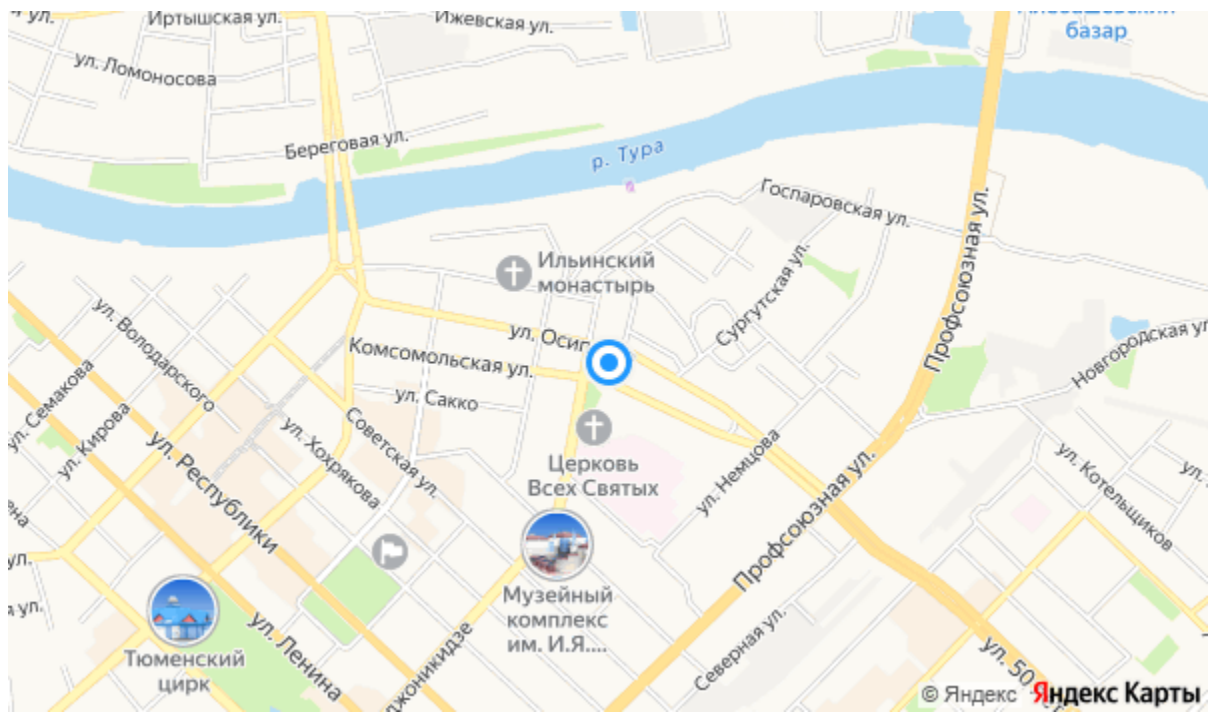 Иртышская ул.
Ижевская ул.
базар
ул. Ломоносова
Береговая ул.
р. Тура
Госпаровская ул.
Профсоюзная ул.
Ильинский
монастырь
Сургутская ул.
ул. Осип
Комсомольская ул.
ул. Сакко
Новгородская ул
ул. Володарского
ул. Семакова
ул. Кирова
ул. Хохрякова
Советская ул.
ул. Республики
Церковь
Всех Святых
ул. Немцова
ул. Котельщиков
Профсоюзная ул.
Музейный
комплекс
им. И.Я....
Тюменский
цирк
ул. Ленина
джоникидзе
Северная ул.
ул. 50
© Яндекс Яндекс Карты